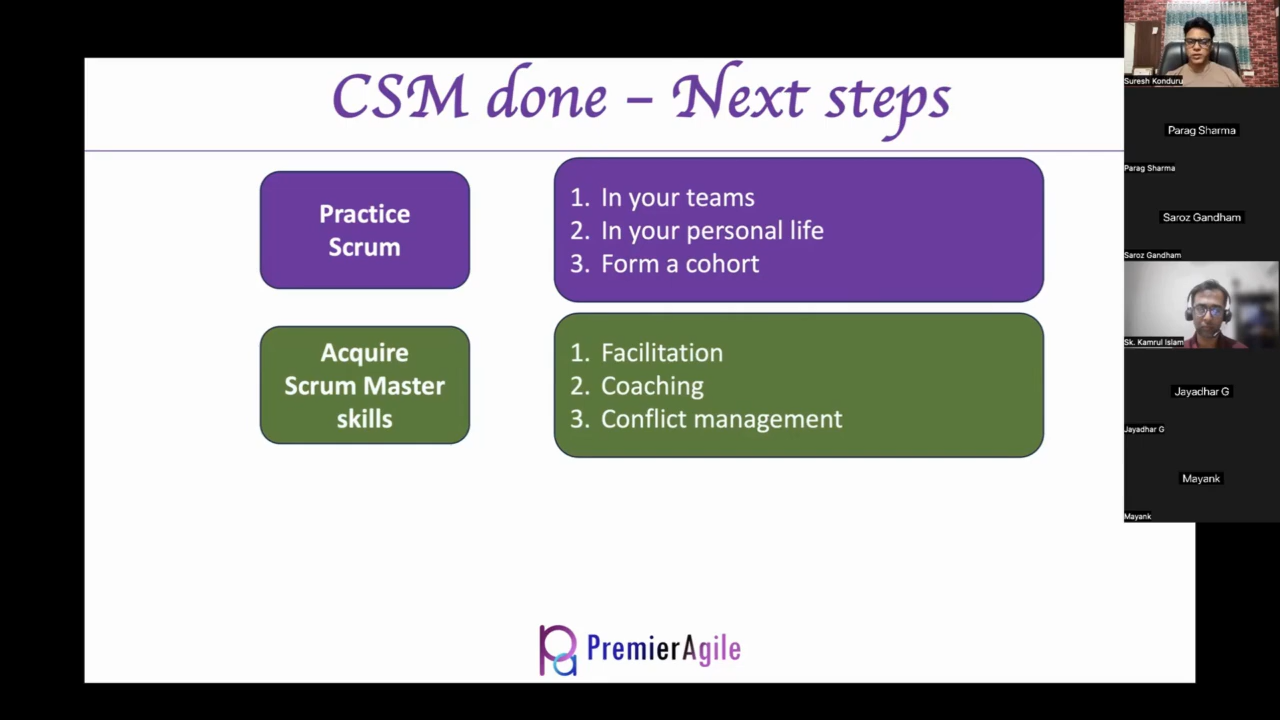 CSM done – Next steps
Practice
Scrum
1. In your teams
2. In your personal life
3. Form a cohort
Acquire
Scrum Master
skills
1. Facilitation
2. Coaching
3. Conflict management
PremierAgile
Suresh Konduru
Parag Sharma
Parag Sharma
Saroz Gandham
Saroz Gandham
Sk. Kamrul Islam
Jayadhar G
Jayadhar G
Mayank
Mayank